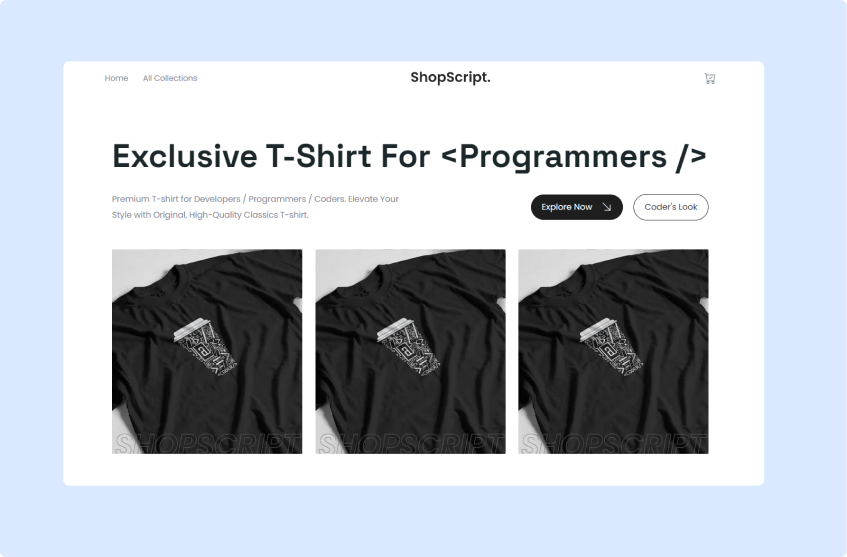 Home All Collections ShopScript.
Exclusive T-Shirt For <Programmers />
Premium T-shirt for Developers / Programmers / Coders. Elevate Your
Style with Original, High-Quality Classics T-shirt.
Explore Now Coder's Look
SHOPSCRIPT SHOPSCRIPT SHOPSCRIPT